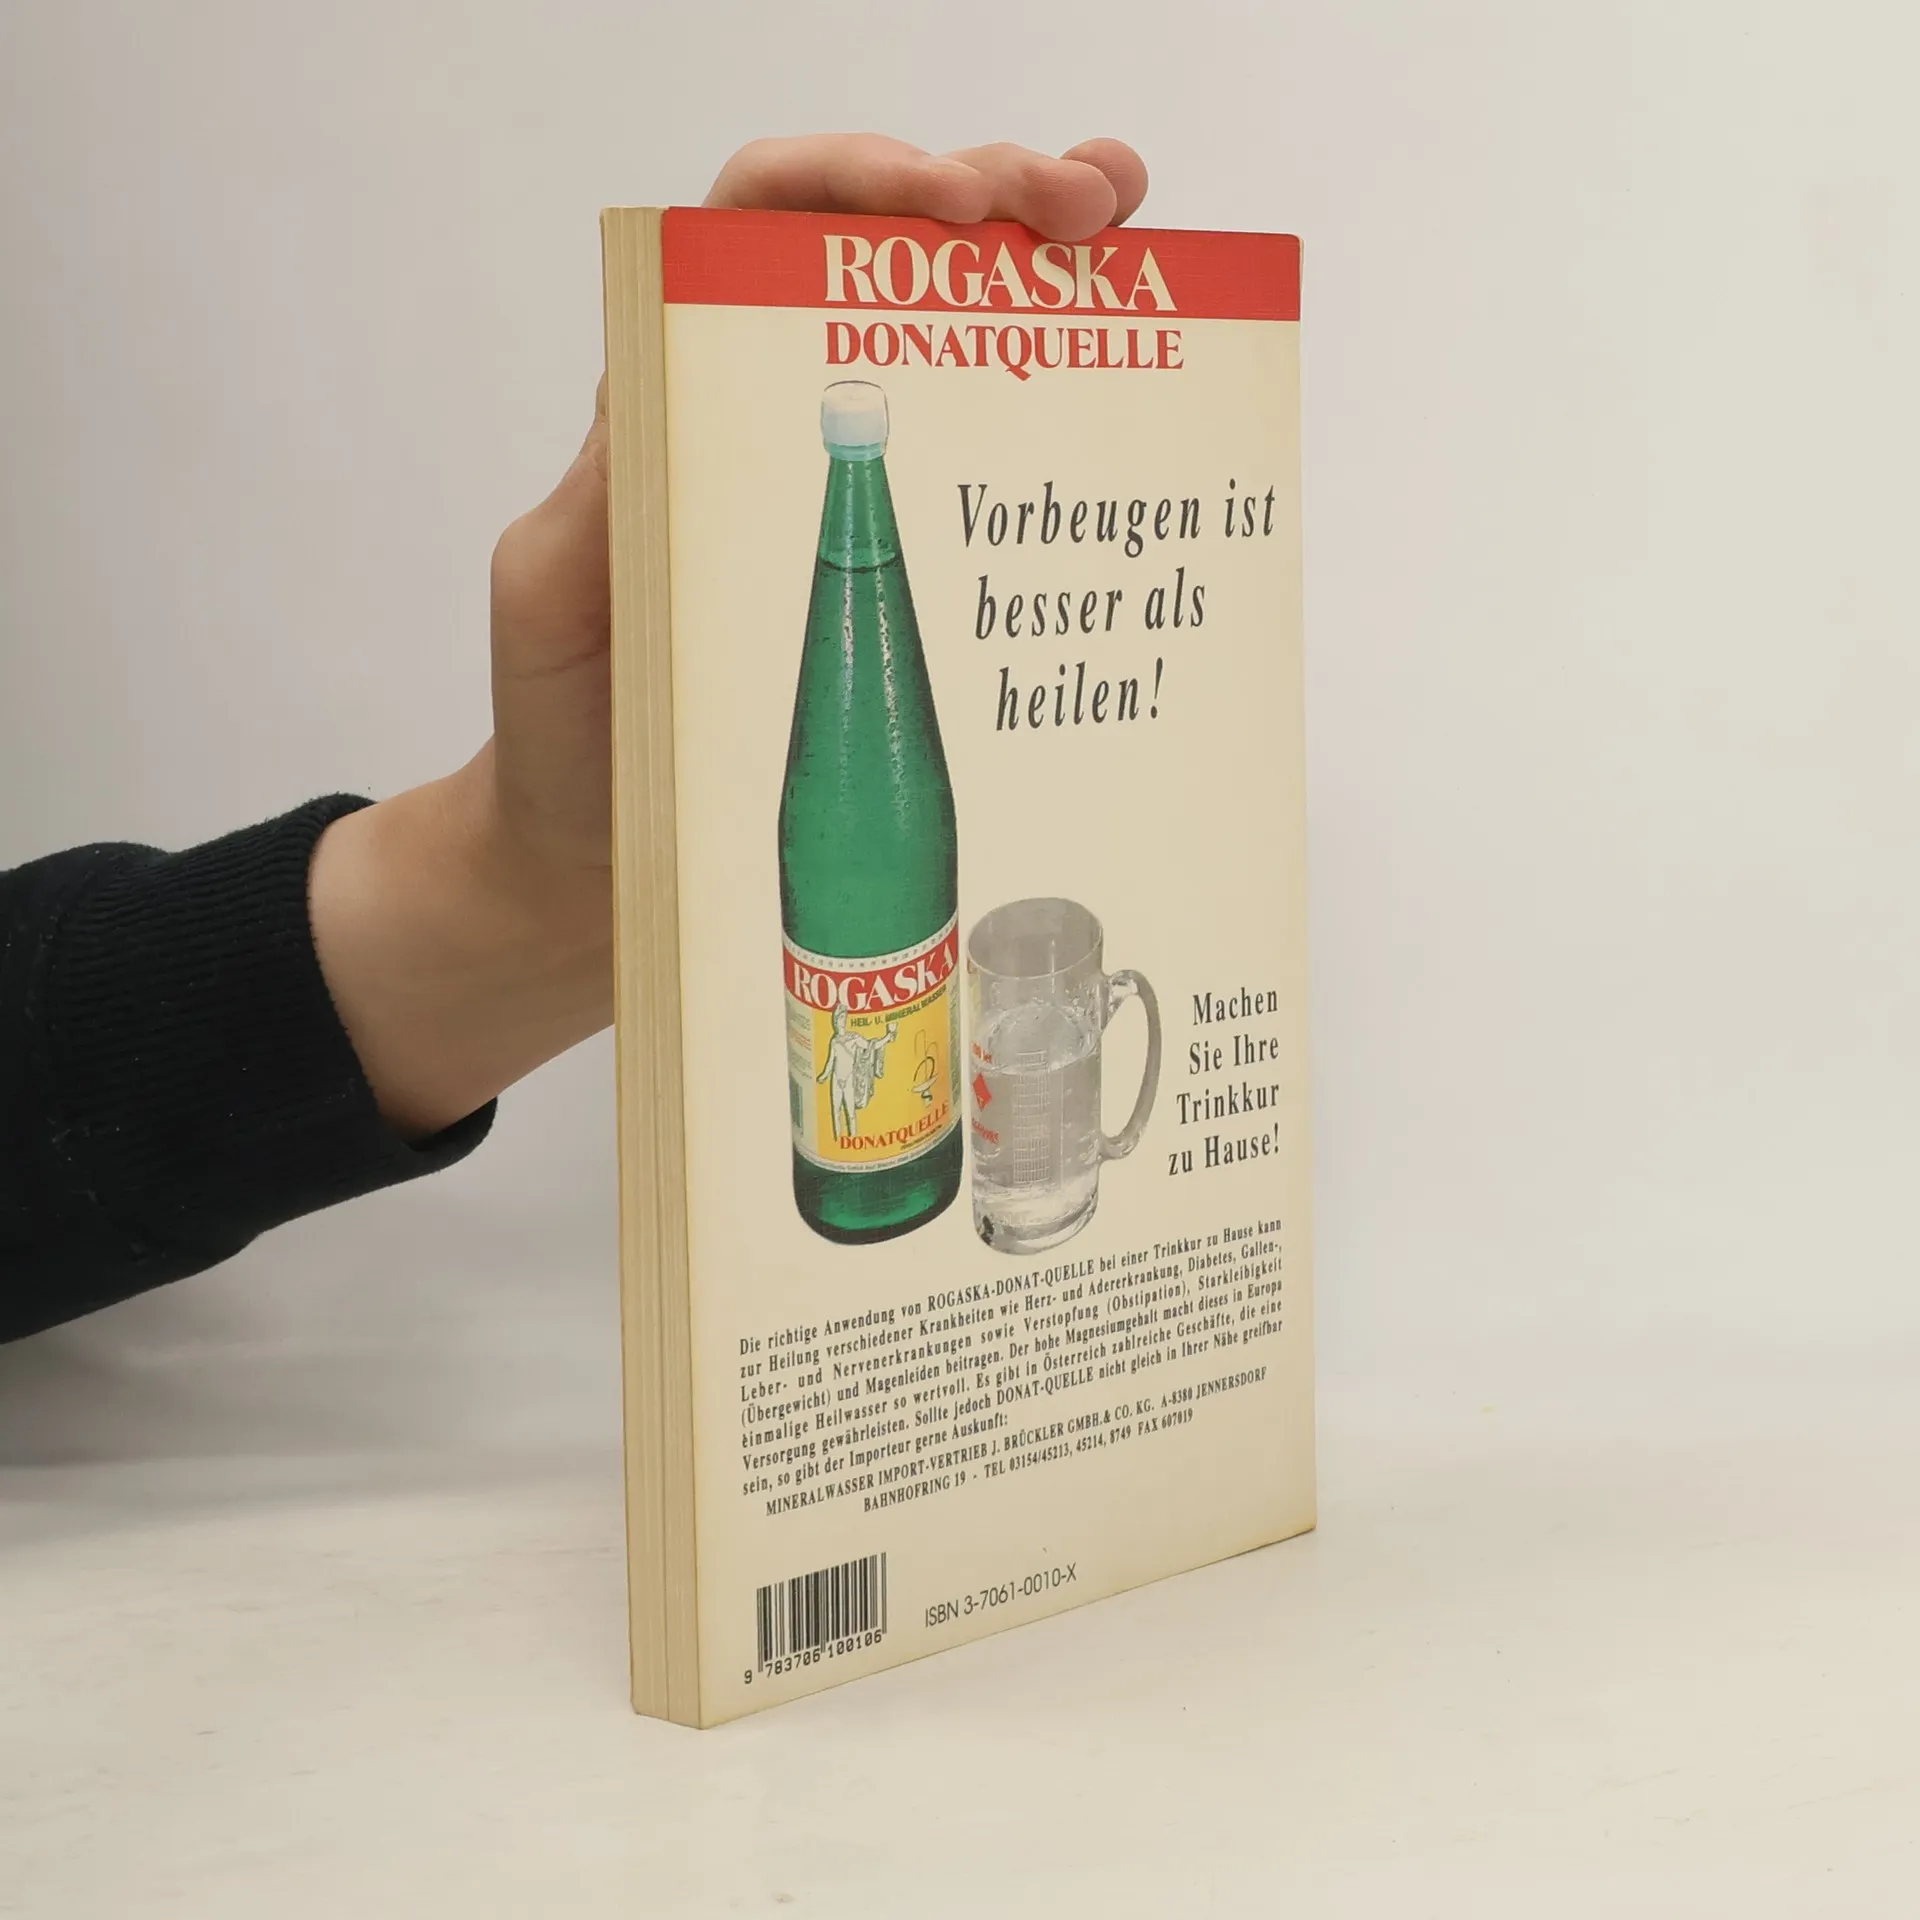 ROGASKA
DONATQUELLE
Vorbeugen ist
besser als
heilen!
ROGASKA
HEIL- U. MINERALWASSER
DONATQUELLE
Machen
Sie Ihre
Trinkkur
zu Hause!
Die richtige Anwendung von ROGASKA-DONAT-QUELLE bei einer Trinkkur zu Hause kann
zur Heilung verschiedener Krankheiten wie Herz- und Adererkrankung, Diabetes, Gallen-,
Leber- und Nervenerkrankungen sowie Verstopfung (Obstipation), Starkleibigkeit
(Übergewicht) und Magenleiden beitragen. Der hohe Magnesiumgehalt macht dieses in Europa
einmalige Heilwasser so wertvoll. Es gibt in Österreich zahlreiche Geschäfte, die eine
Versorgung gewährleisten. Sollte jedoch DONAT-QUELLE nicht gleich in Ihrer Nähe greifbar
sein, so gibt der Importeur gerne Auskunft:
MINERALWASSER IMPORT-VERTRIEB J. BRÜCKLER GMBH.& CO. KG. A-8380 JENNERSDORF
BAHNHOFRING 19 - TEL 03154/45213, 45214, 8749 FAX 607019
ISBN 3-7061-0010-X
9 783706 100106